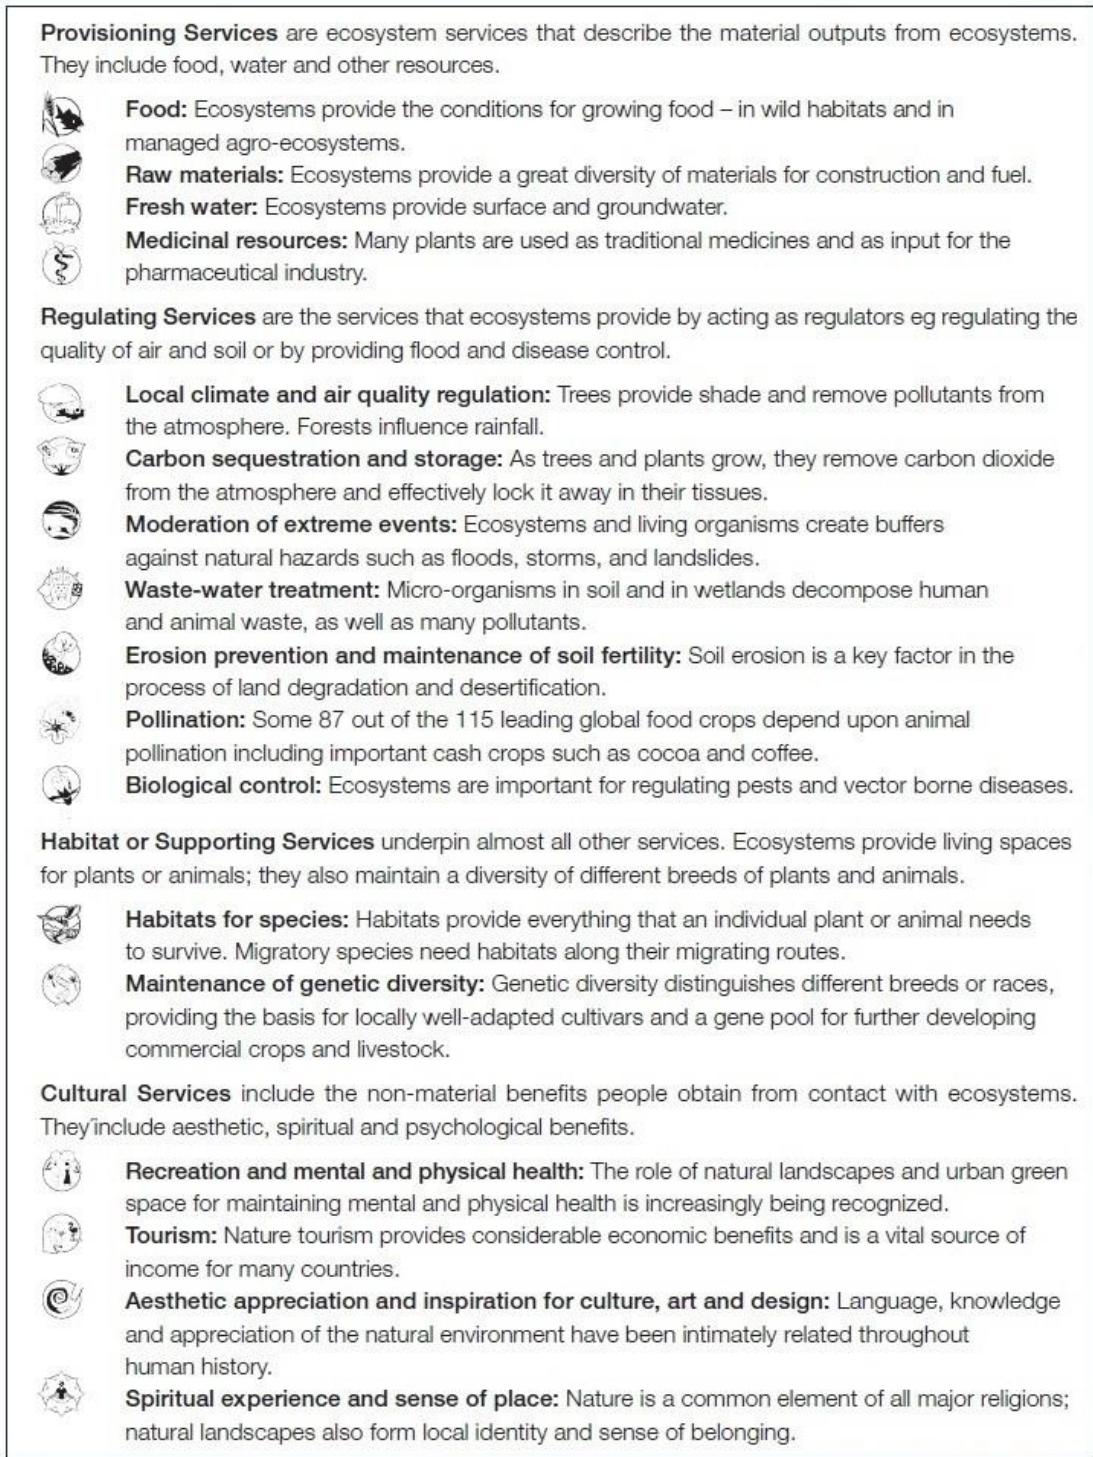 Provisioning Services are ecosystem services that describe the material outputs from ecosystems.
They include food, water and other resources.
Food: Ecosystems provide the conditions for growing food – in wild habitats and in
managed agro-ecosystems.
Raw materials: Ecosystems provide a great diversity of materials for construction and fuel.
Fresh water: Ecosystems provide surface and groundwater.
Medicinal resources: Many plants are used as traditional medicines and as input for the
pharmaceutical industry.
Regulating Services are the services that ecosystems provide by acting as regulators eg regulating the
quality of air and soil or by providing flood and disease control.
Local climate and air quality regulation: Trees provide shade and remove pollutants from
the atmosphere. Forests influence rainfall.
Carbon sequestration and storage: As trees and plants grow, they remove carbon dioxide
from the atmosphere and effectively lock it away in their tissues.
Moderation of extreme events: Ecosystems and living organisms create buffers
against natural hazards such as floods, storms, and landslides.
Waste-water treatment: Micro-organisms in soil and in wetlands decompose human
and animal waste, as well as many pollutants.
Erosion prevention and maintenance of soil fertility: Soil erosion is a key factor in the
process of land degradation and desertification.
Pollination: Some 87 out of the 115 leading global food crops depend upon animal
pollination including important cash crops such as cocoa and coffee.
Biological control: Ecosystems are important for regulating pests and vector borne diseases.
Habitat or Supporting Services underpin almost all other services. Ecosystems provide living spaces
for plants or animals; they also maintain a diversity of different breeds of plants and animals.
Habitats for species: Habitats provide everything that an individual plant or animal needs
to survive. Migratory species need habitats along their migrating routes.
Maintenance of genetic diversity: Genetic diversity distinguishes different breeds or races,
providing the basis for locally well-adapted cultivars and a gene pool for further developing
commercial crops and livestock.
Cultural Services include the non-material benefits people obtain from contact with ecosystems.
They include aesthetic, spiritual and psychological benefits.
Recreation and mental and physical health: The role of natural landscapes and urban green
space for maintaining mental and physical health is increasingly being recognized.
Tourism: Nature tourism provides considerable economic benefits and is a vital source of
income for many countries.
Aesthetic appreciation and inspiration for culture, art and design: Language, knowledge
and appreciation of the natural environment have been intimately related throughout
human history.
Spiritual experience and sense of place: Nature is a common element of all major religions;
natural landscapes also form local identity and sense of belonging.